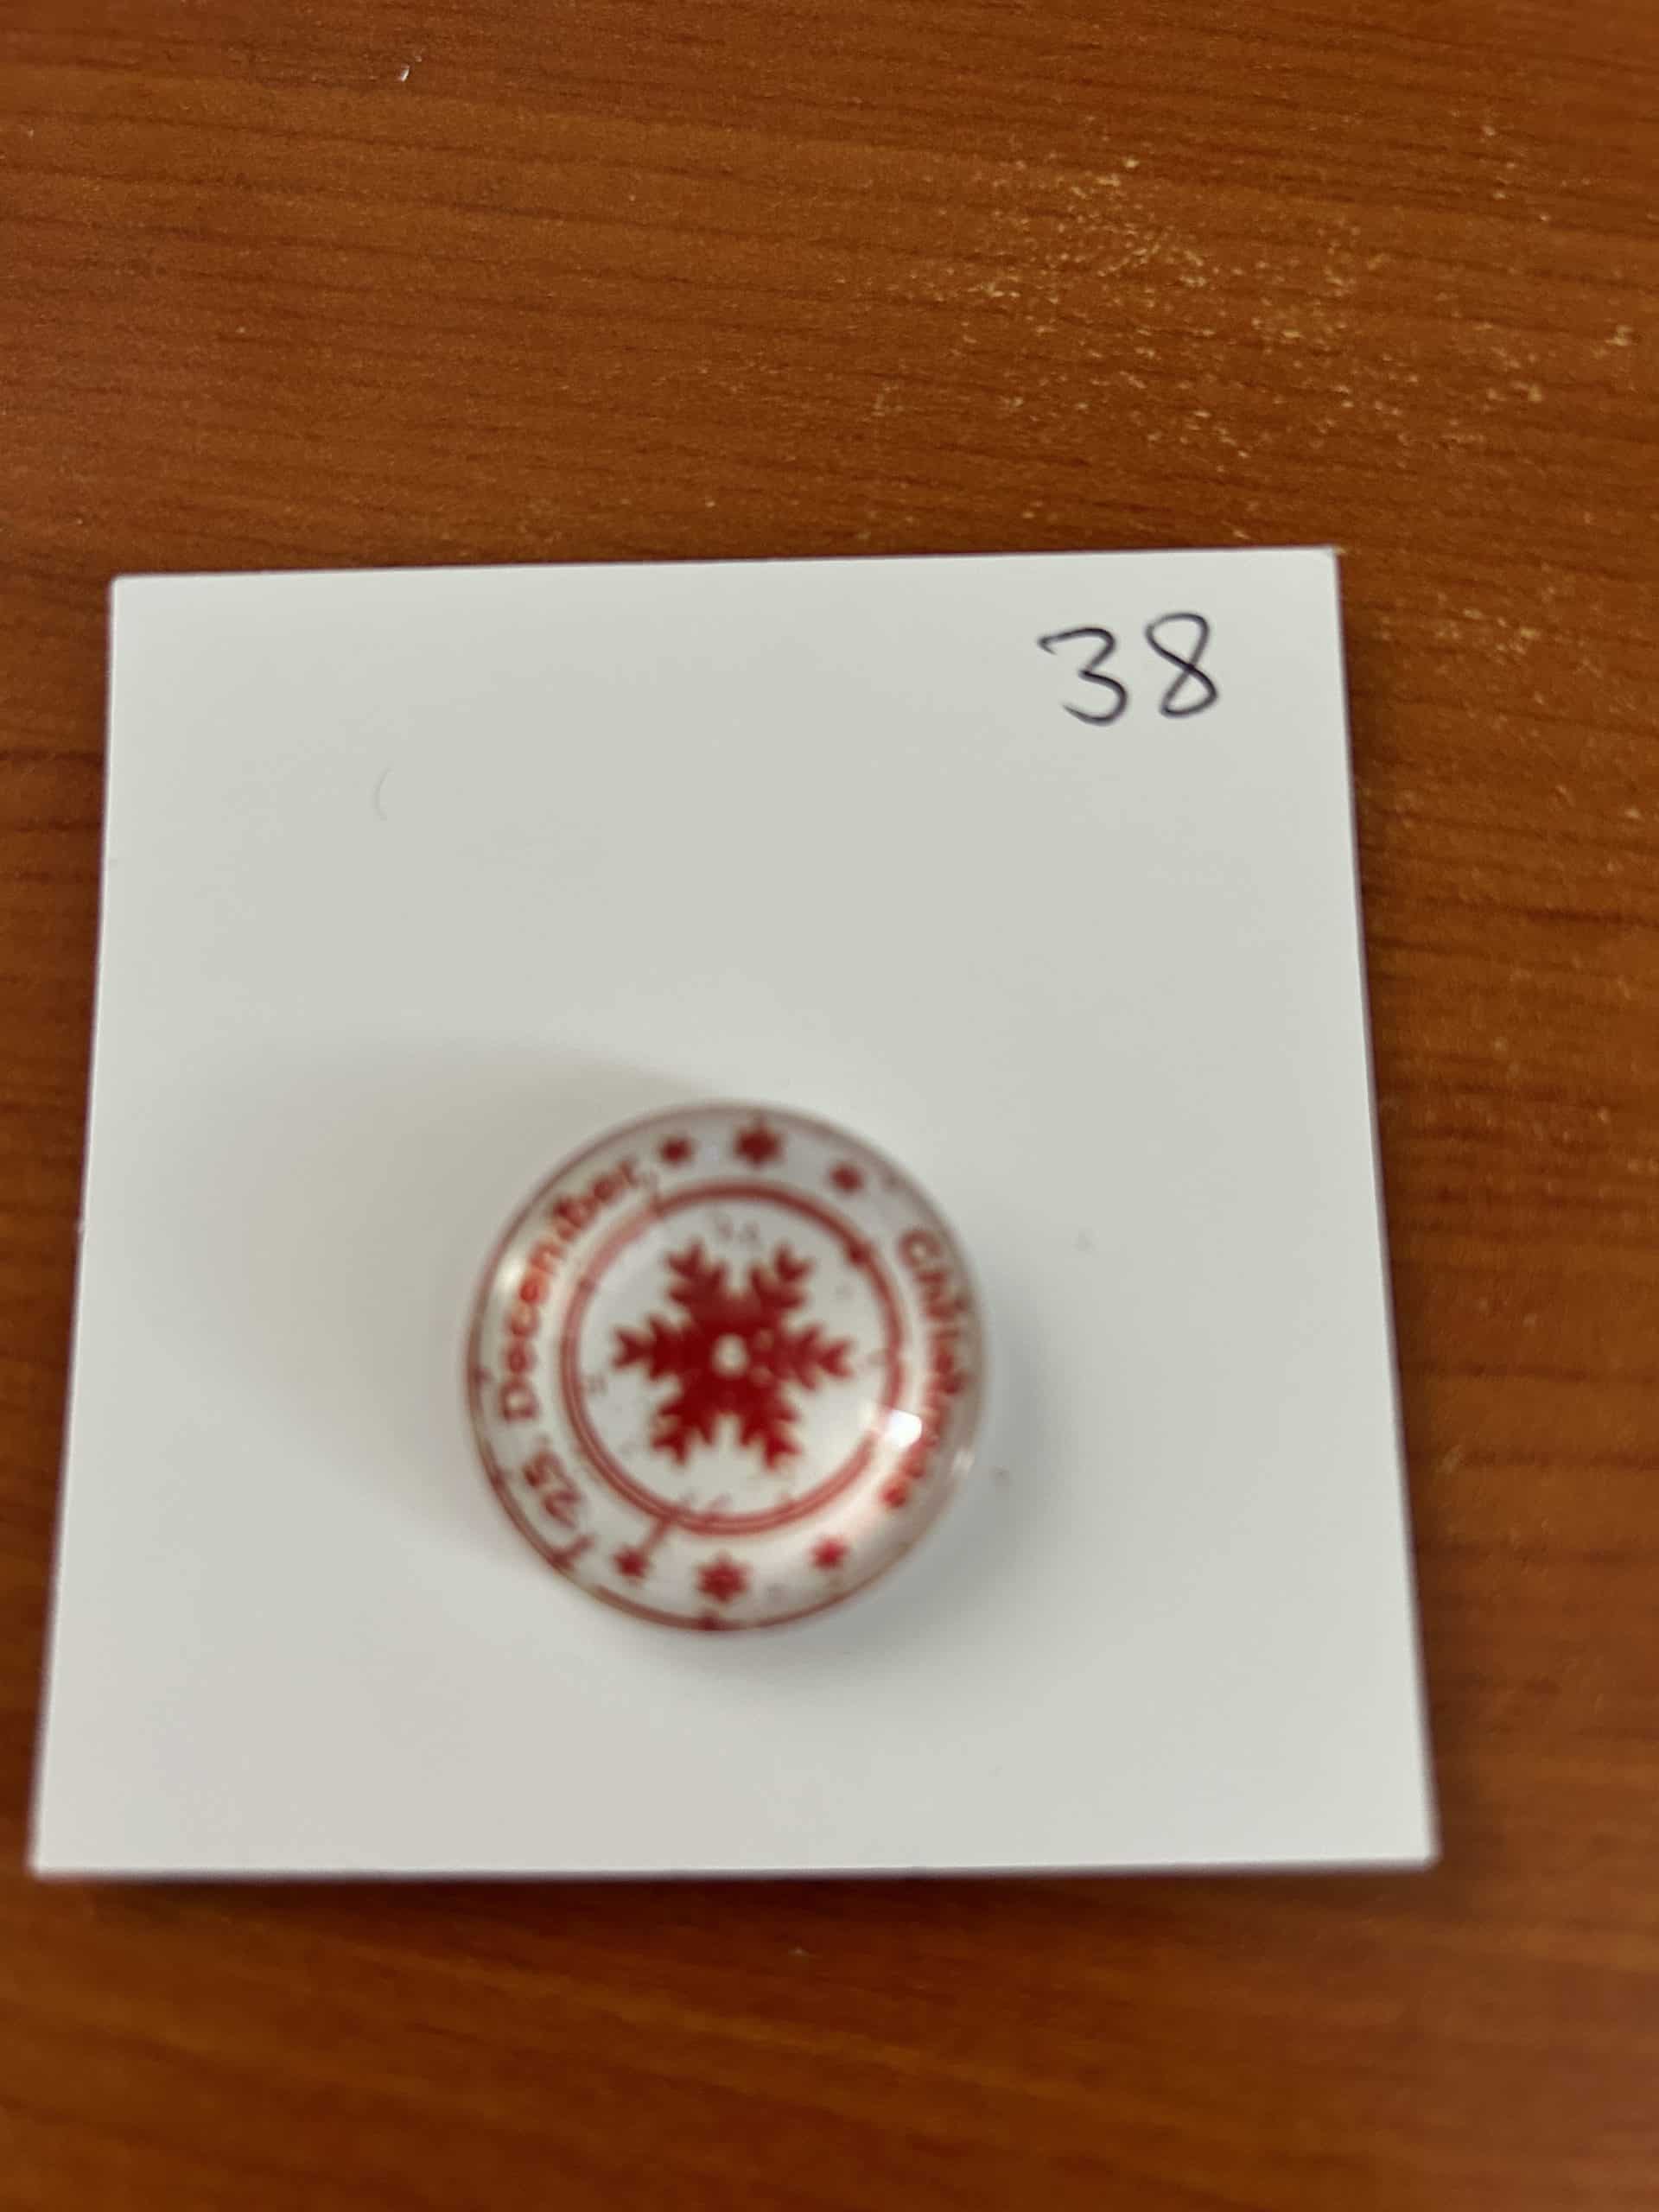 38
25. December
Christmas